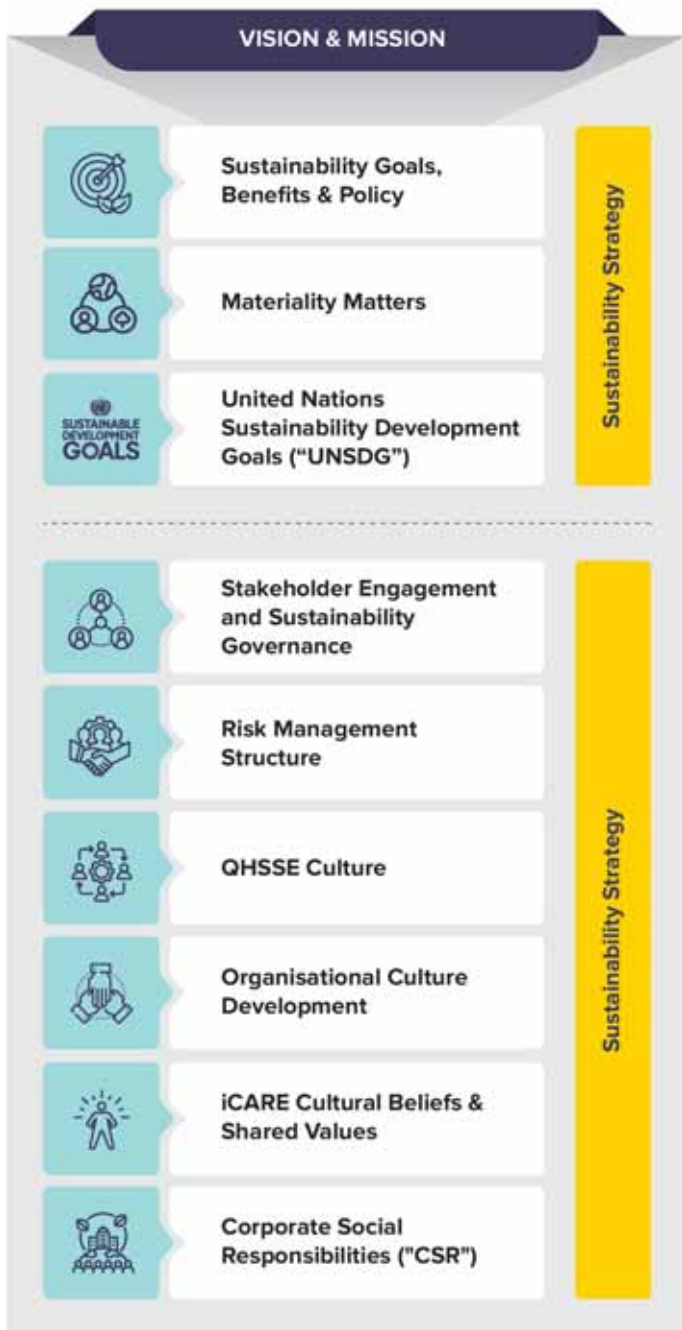 VISION & MISSION
Sustainability Goals,
Benefits & Policy
Materiality Matters
SUSTAINABLE
DEVELOPMENT
GOALS
United Nations
Sustainability Development
Goals (“UNSDG”)
Sustainability Strategy
Stakeholder Engagement
and Sustainability
Governance
Risk Management
Structure
QHSSE Culture
Organisational Culture
Development
iCARE Cultural Beliefs &
Shared Values
Corporate Social
Responsibilities ("CSR")
Sustainability Strategy